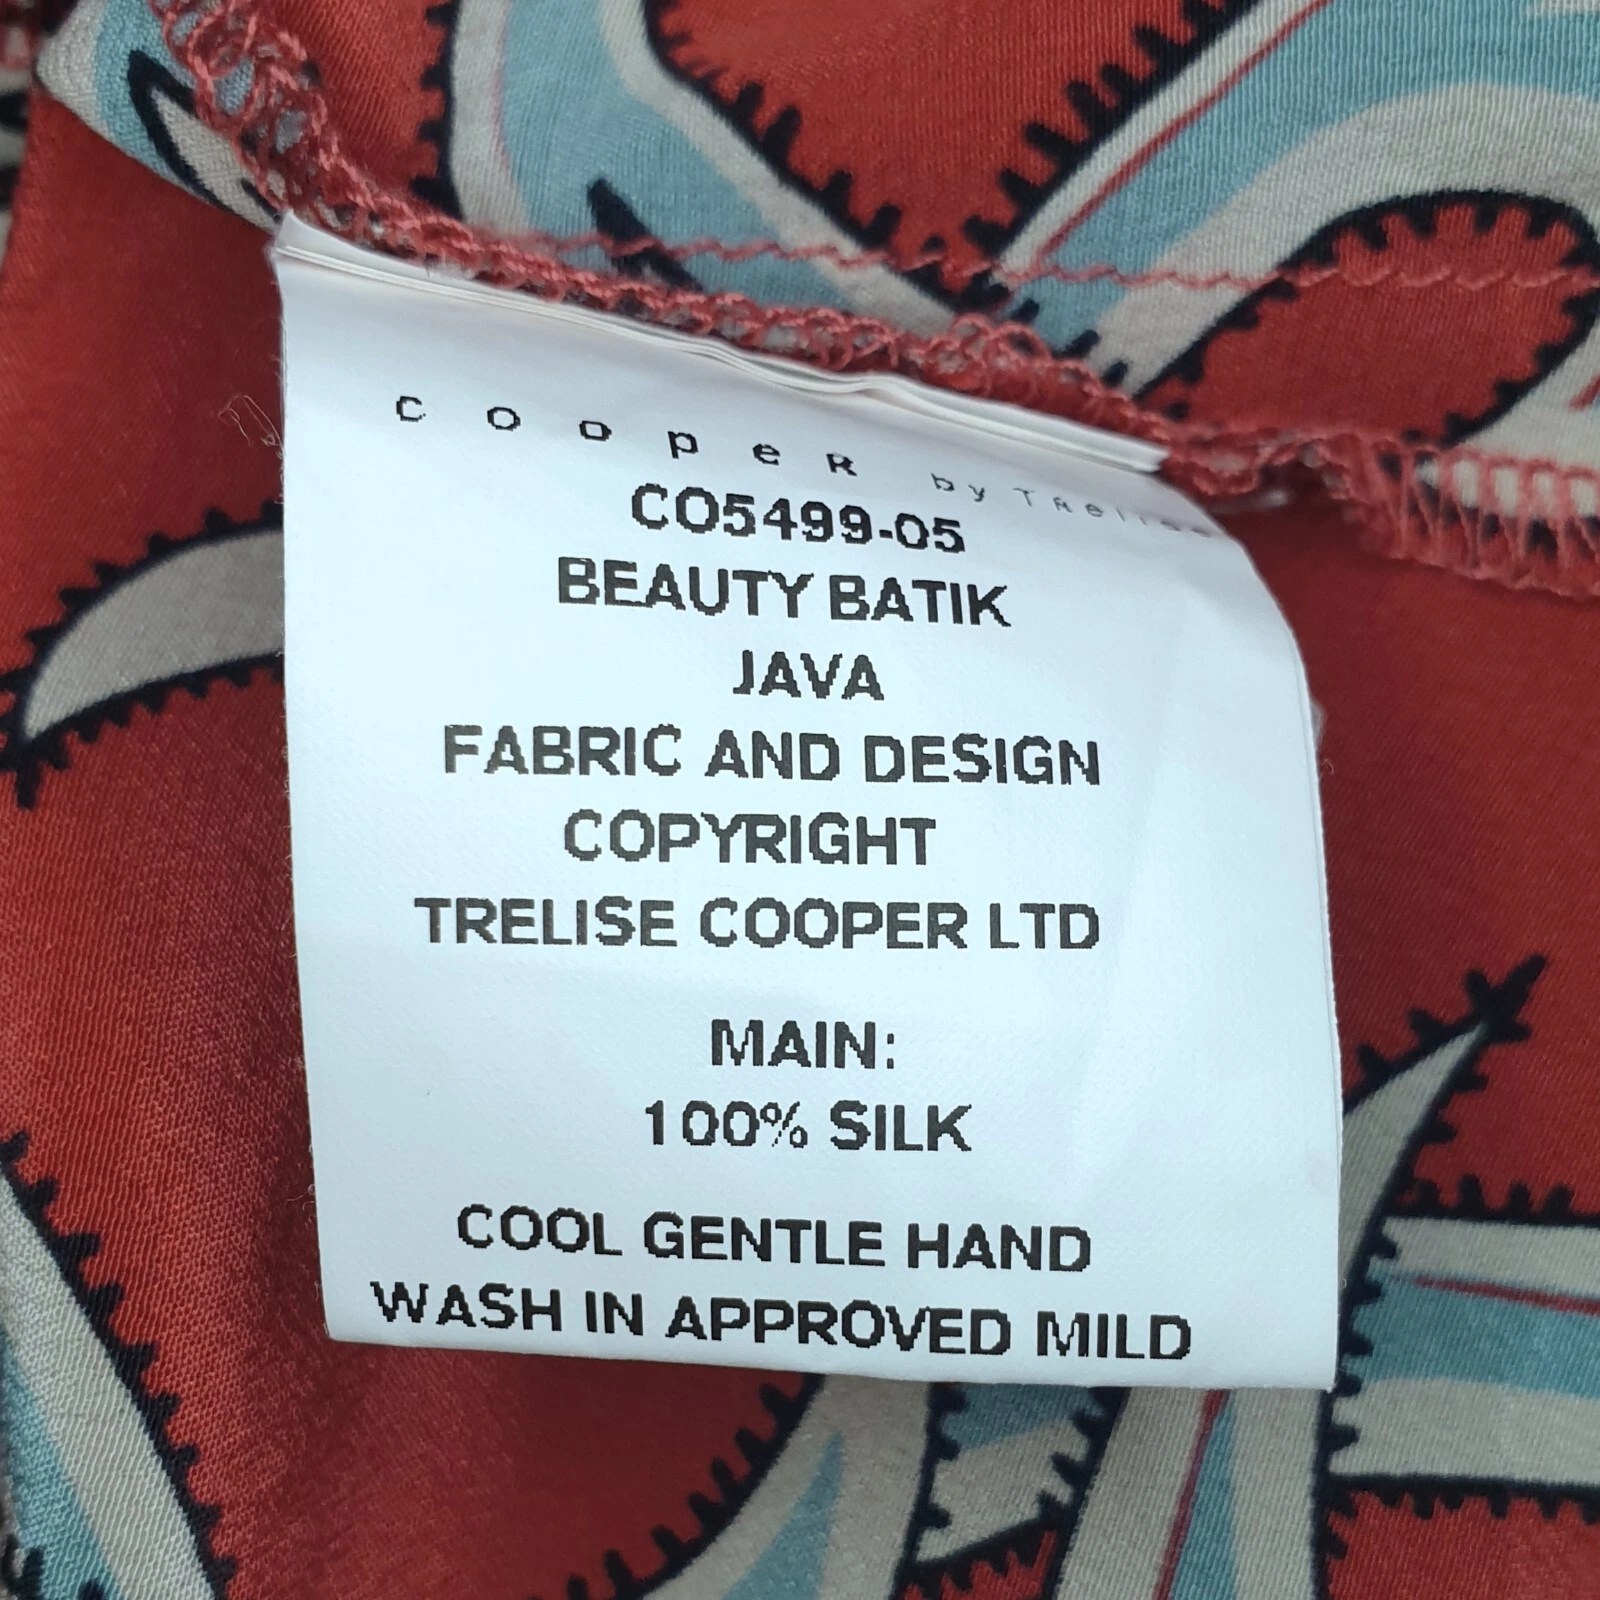 cooper by Trelise
CO5499-05
BEAUTY BATIK
JAVA
FABRIC AND DESIGN
COPYRIGHT
TRELISE COOPER LTD
MAIN:
100% SILK
COOL GENTLE HAND
WASH IN APPROVED MILD